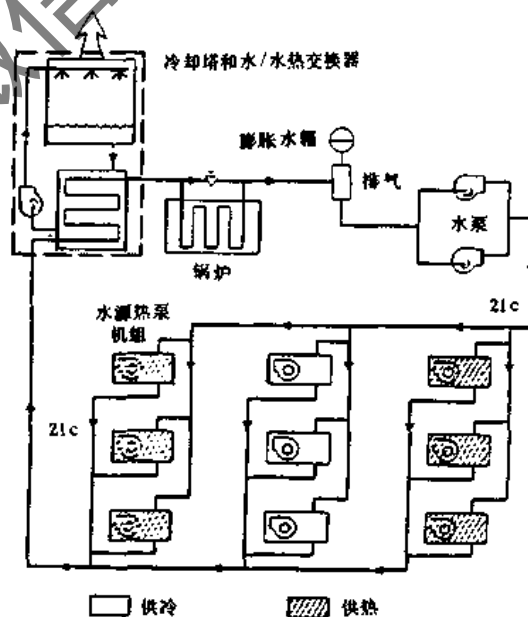 冷却塔和水/水热交换器
膨胀水箱
排气
水泵
锅炉
水源热泵
机组
21c
21c
供冷
供热